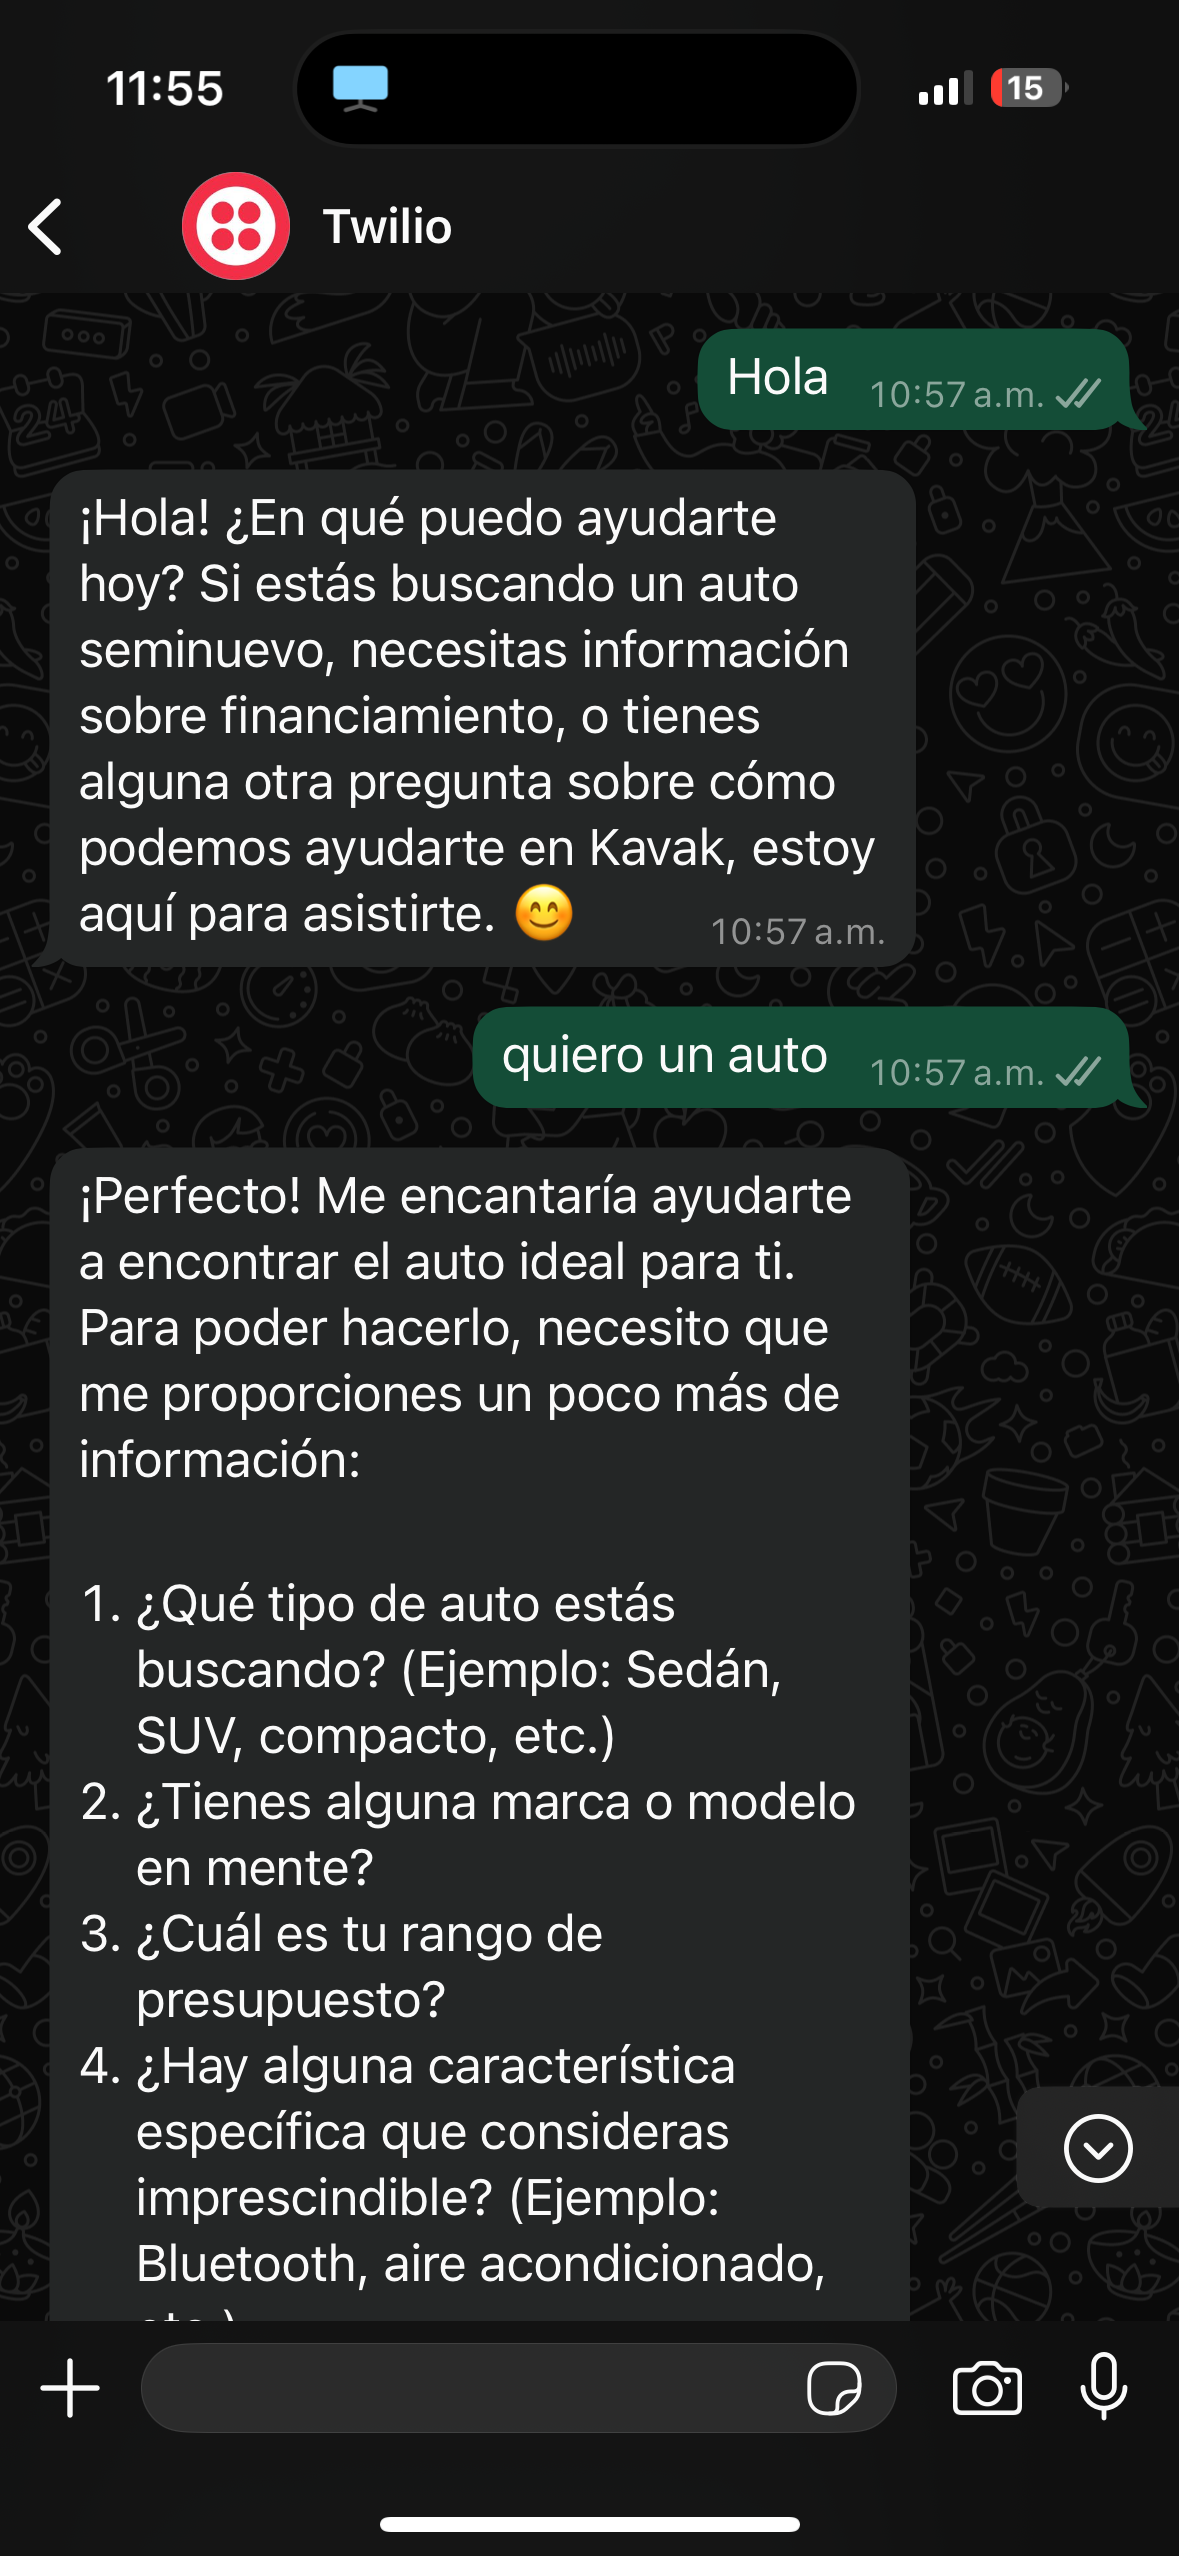 11:55
15
Twilio
Hola
10:57 a.m.
¡Hola! ¿En qué puedo ayudarte
hoy? Si estás buscando un auto
seminuevo, necesitas información
sobre financiamiento, o tienes
alguna otra pregunta sobre cómo
podemos ayudarte en Kavak, estoy
aquí para asistirte. 😊
10:57 a.m.
quiero un auto
10:57 a.m.
¡Perfecto! Me encantaría ayudarte
a encontrar el auto ideal para ti.
Para poder hacerlo, necesito que
me proporciones un poco más de
información:
1. ¿Qué tipo de auto estás
buscando? (Ejemplo: Sedán,
SUV, compacto, etc.)
2. ¿Tienes alguna marca o modelo
en mente?
3. ¿Cuál es tu rango de
presupuesto?
4. ¿Hay alguna característica
específica que consideras
imprescindible? (Ejemplo:
Bluetooth, aire acondicionado,